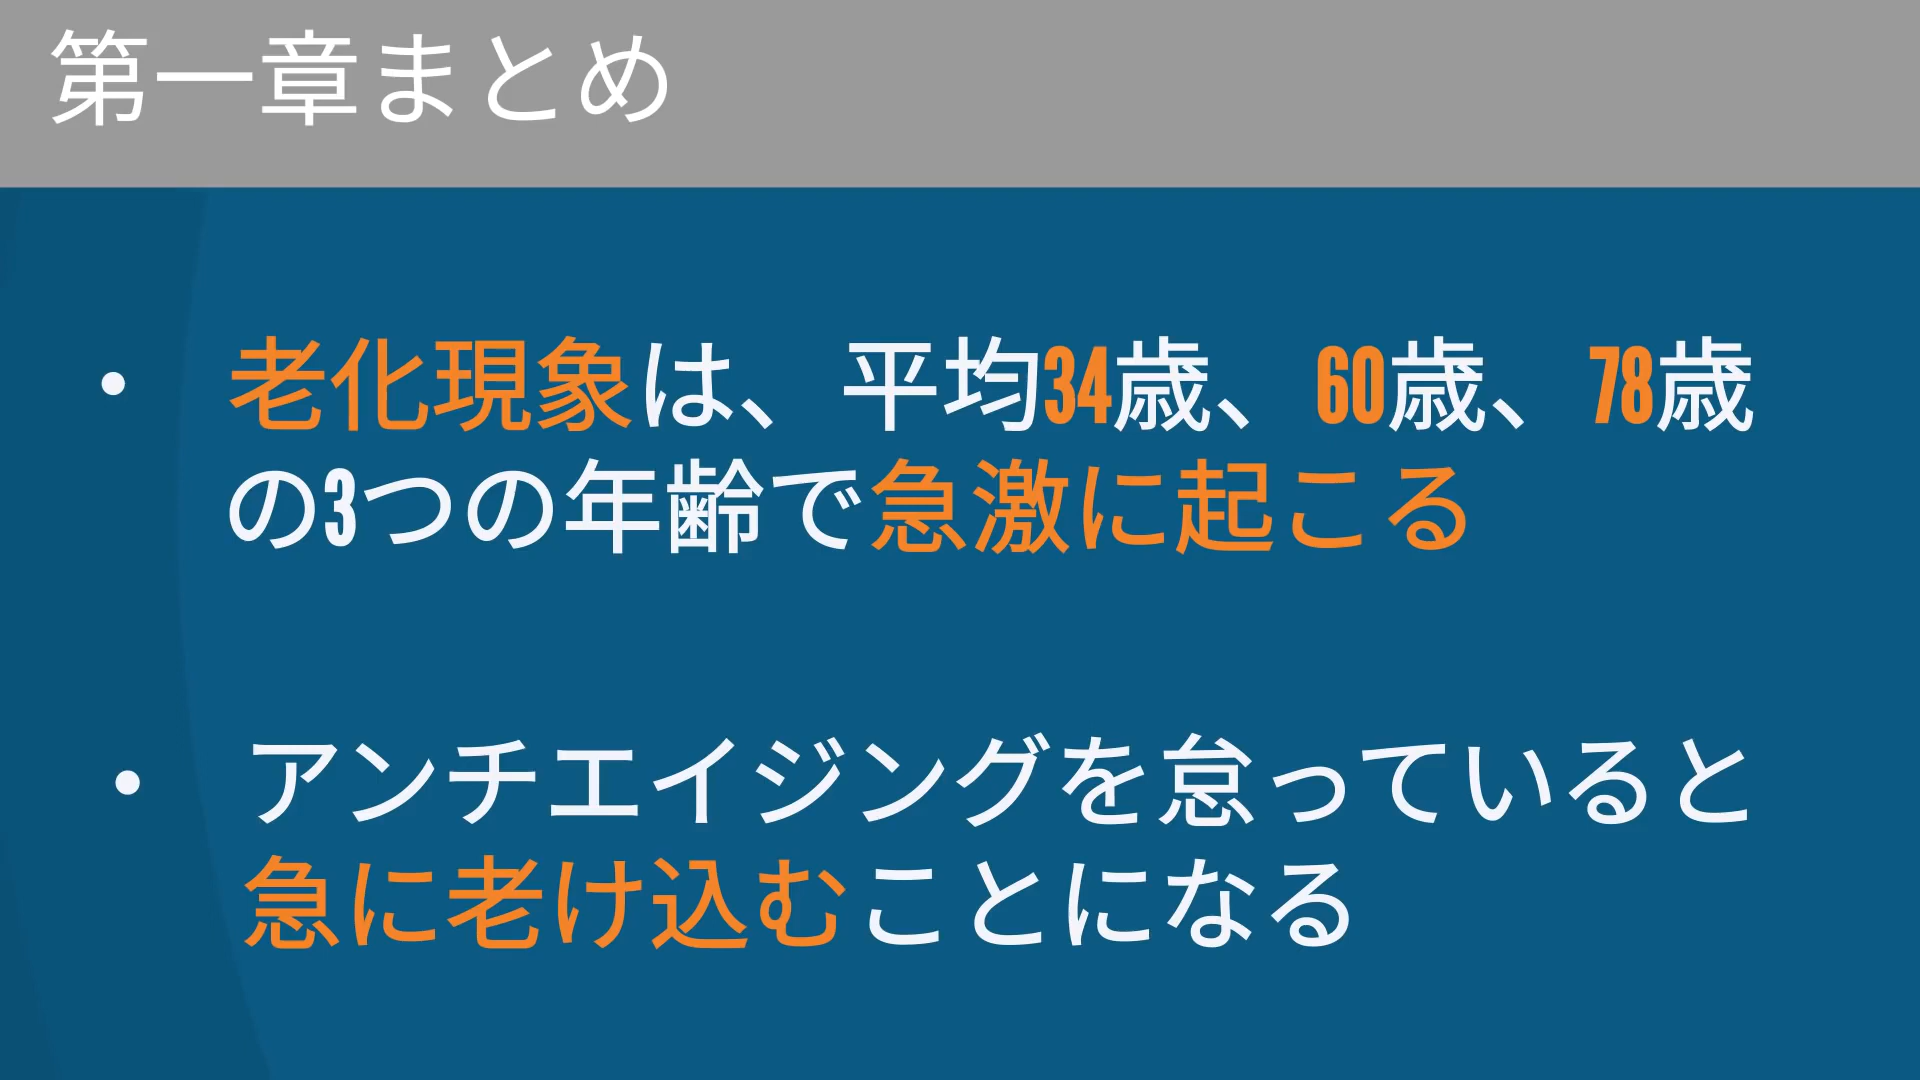 第一章まとめ
・老化現象は、平均34歳、60歳、78歳
の3つの年齢で急激に起こる
・アンチエイジングを怠っていると
急に老け込むことになる